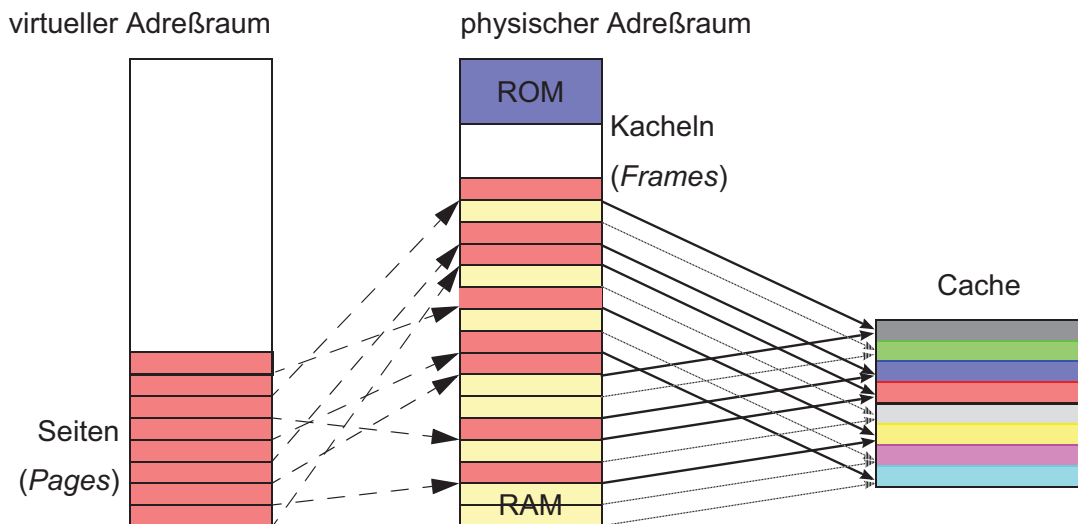 virtueller Adreßraum
physischer Adreßraum
ROM
Kacheln
(Frames)
Cache
Seiten
(Pages)
RAM